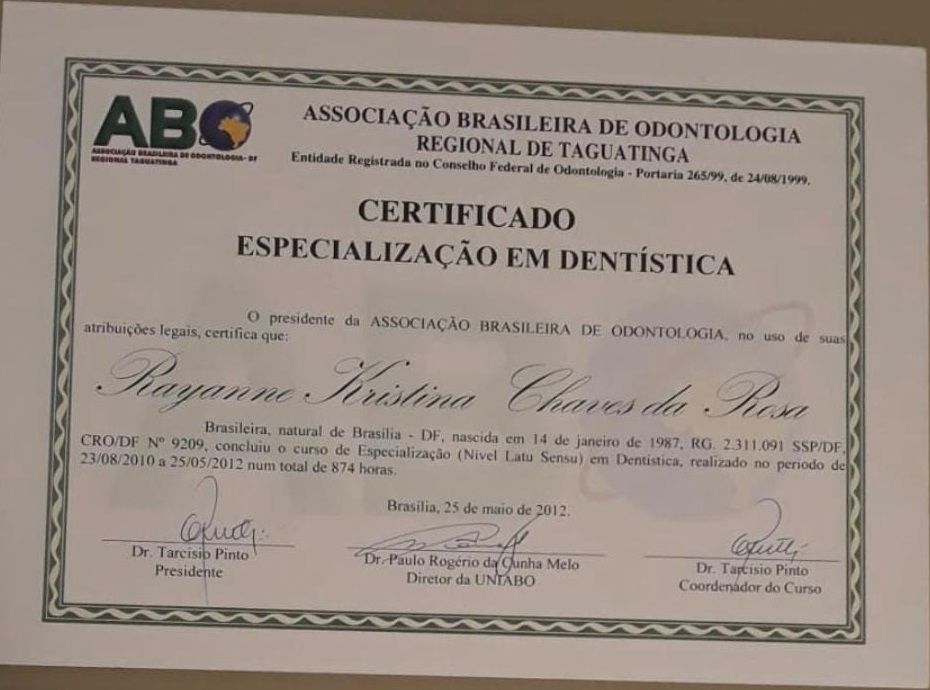 ABO
ASSOCIAÇÃO BRASILEIRA DE ODONTOLOGIA - DF
REGIONAL TAGUATINGA
ASSOCIAÇÃO BRASILEIRA DE ODONTOLOGIA
REGIONAL DE TAGUATINGA
Entidade Registrada no Conselho Federal de Odontologia - Portaria 265/99, de 24/08/1999.
CERTIFICADO
ESPECIALIZAÇÃO EM DENTÍSTICA
O presidente da ASSOCIAÇÃO BRASILEIRA DE ODONTOLOGIA, no uso de suas
atribuições legais, certifica que:
Rayanne Kristina Chaves da Rosa
Brasileira, natural de Brasília - DF, nascida em 14 de janeiro de 1987, RG. 2.311.091 SSP/DF,
CRO/DF Nº 9209, concluiu o curso de Especialização (Nível Latu Sensu) em Dentística, realizado no período de
23/08/2010 a 25/05/2012 num total de 874 horas.
Brasília, 25 de maio de 2012.
Dr. Tarcísio Pinto
Presidente
Dr. Paulo Rogério da Cunha Melo
Diretor da UNIABO
Dr. Tarcísio Pinto
Coordenador do Curso